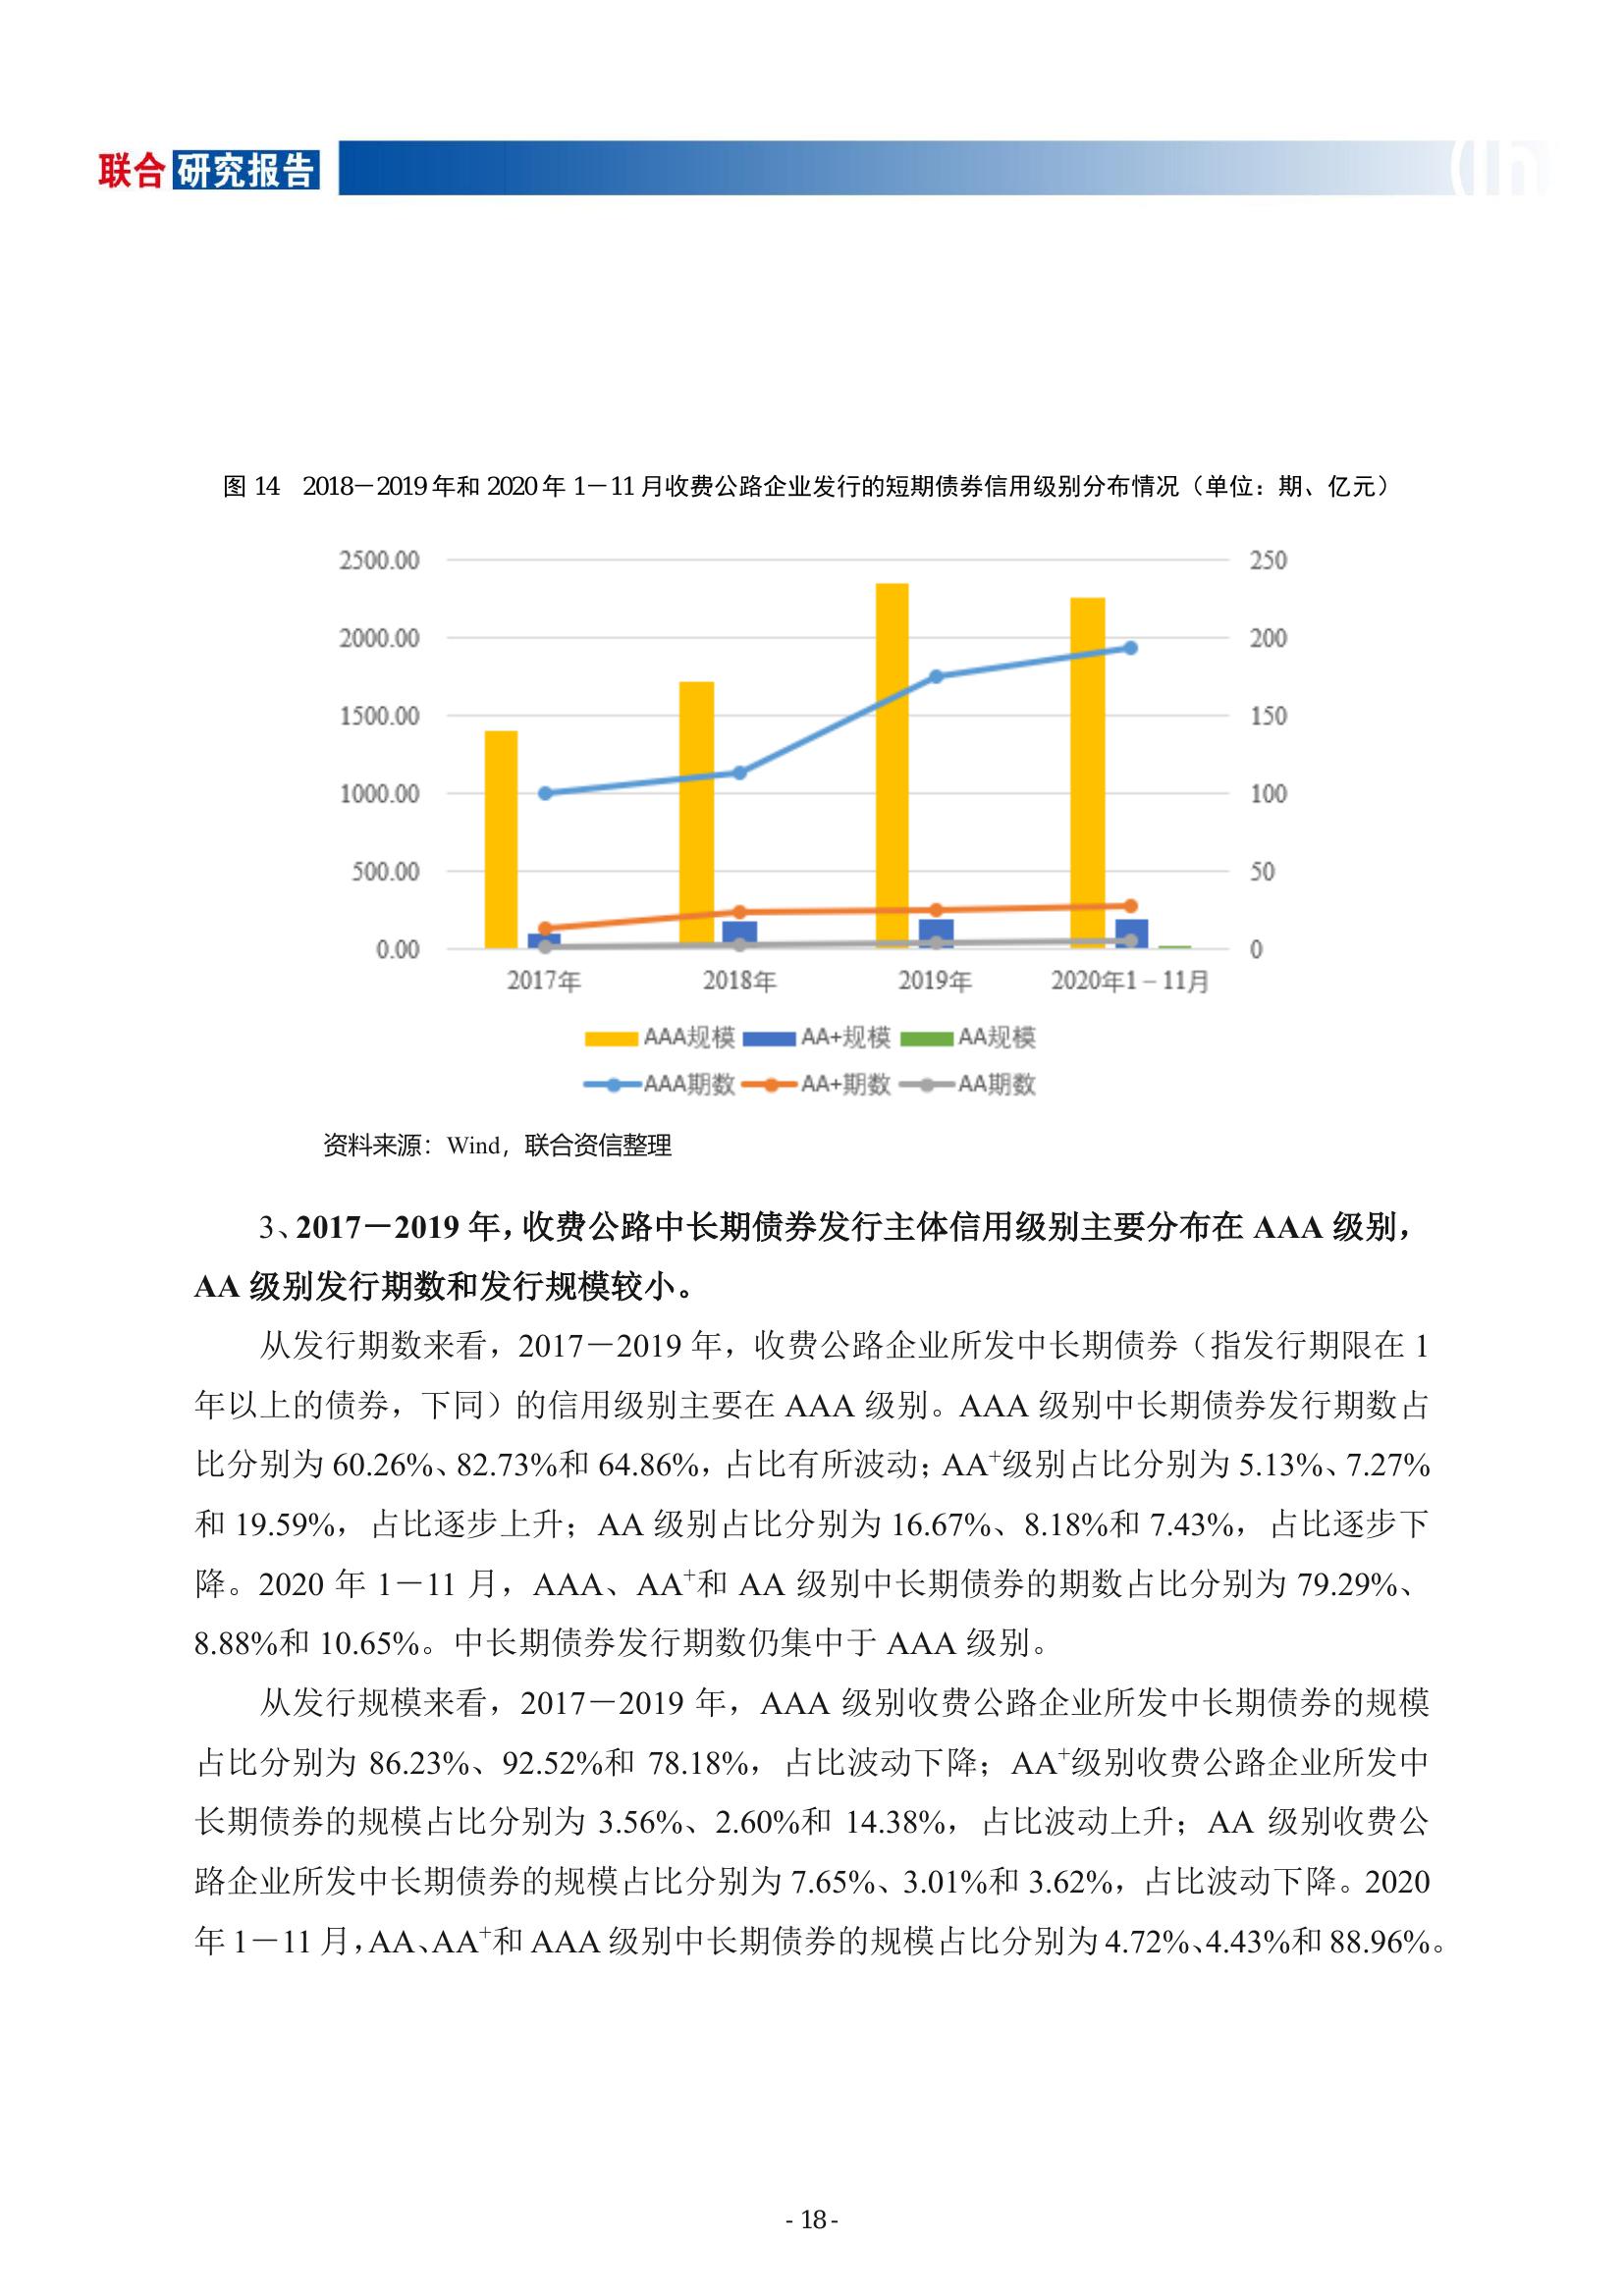 联合 研究报告
图 14 2018－2019年和 2020年 1－11 月收费公路企业发行的短期债券信用级别分布情况（单位：期、亿元）
2500.00 250
2000.00 200
1500.00 150
1000.00 100
500.00 50
0.00 0
2017年 2018年 2019年 2020年1－11月
AAA规模 AA+规模 AA规模
AAA期数 AA+期数 AA期数
资料来源：Wind，联合资信整理
3、2017－2019 年，收费公路中长期债券发行主体信用级别主要分布在 AAA 级别，
AA 级别发行期数和发行规模较小。
从发行期数来看，2017－2019 年，收费公路企业所发中长期债券（指发行期限在 1
年以上的债券，下同）的信用级别主要在 AAA 级别。AAA 级别中长期债券发行期数占
比分别为 60.26%、82.73%和 64.86%，占比有所波动；AA⁺级别占比分别为 5.13%、7.27%
和 19.59%，占比逐步上升；AA 级别占比分别为 16.67%、8.18%和 7.43%，占比逐步下
降。2020 年 1－11 月，AAA、AA⁺和 AA 级别中长期债券的期数占比分别为 79.29%、
8.88%和 10.65%。中长期债券发行期数仍集中于 AAA 级别。
从发行规模来看，2017－2019 年，AAA 级别收费公路企业所发中长期债券的规模
占比分别为 86.23%、92.52%和 78.18%，占比波动下降；AA⁺级别收费公路企业所发中
长期债券的规模占比分别为 3.56%、2.60%和 14.38%，占比波动上升；AA 级别收费公
路企业所发中长期债券的规模占比分别为 7.65%、3.01%和 3.62%，占比波动下降。2020
年 1－11 月，AA、AA⁺和 AAA 级别中长期债券的规模占比分别为 4.72%、4.43%和 88.96%。
- 18 -